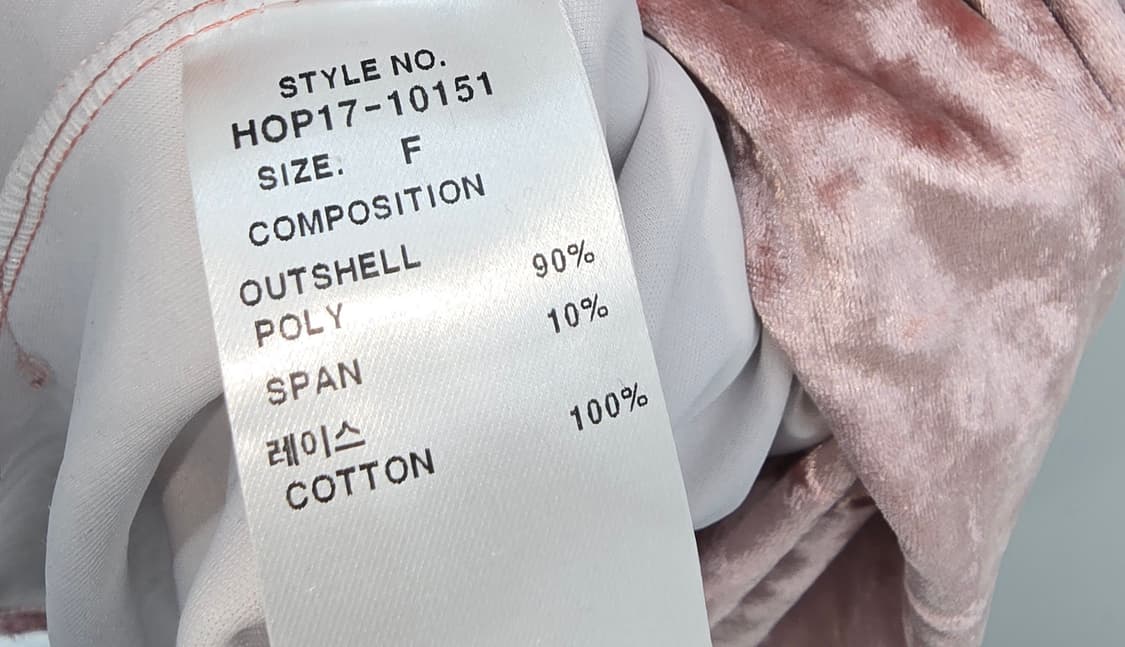 STYLE NO.
HOP17-10151
SIZE. F
COMPOSITION
OUTSHELL
POLY 90%
SPAN 10%
레이스
COTTON 100%